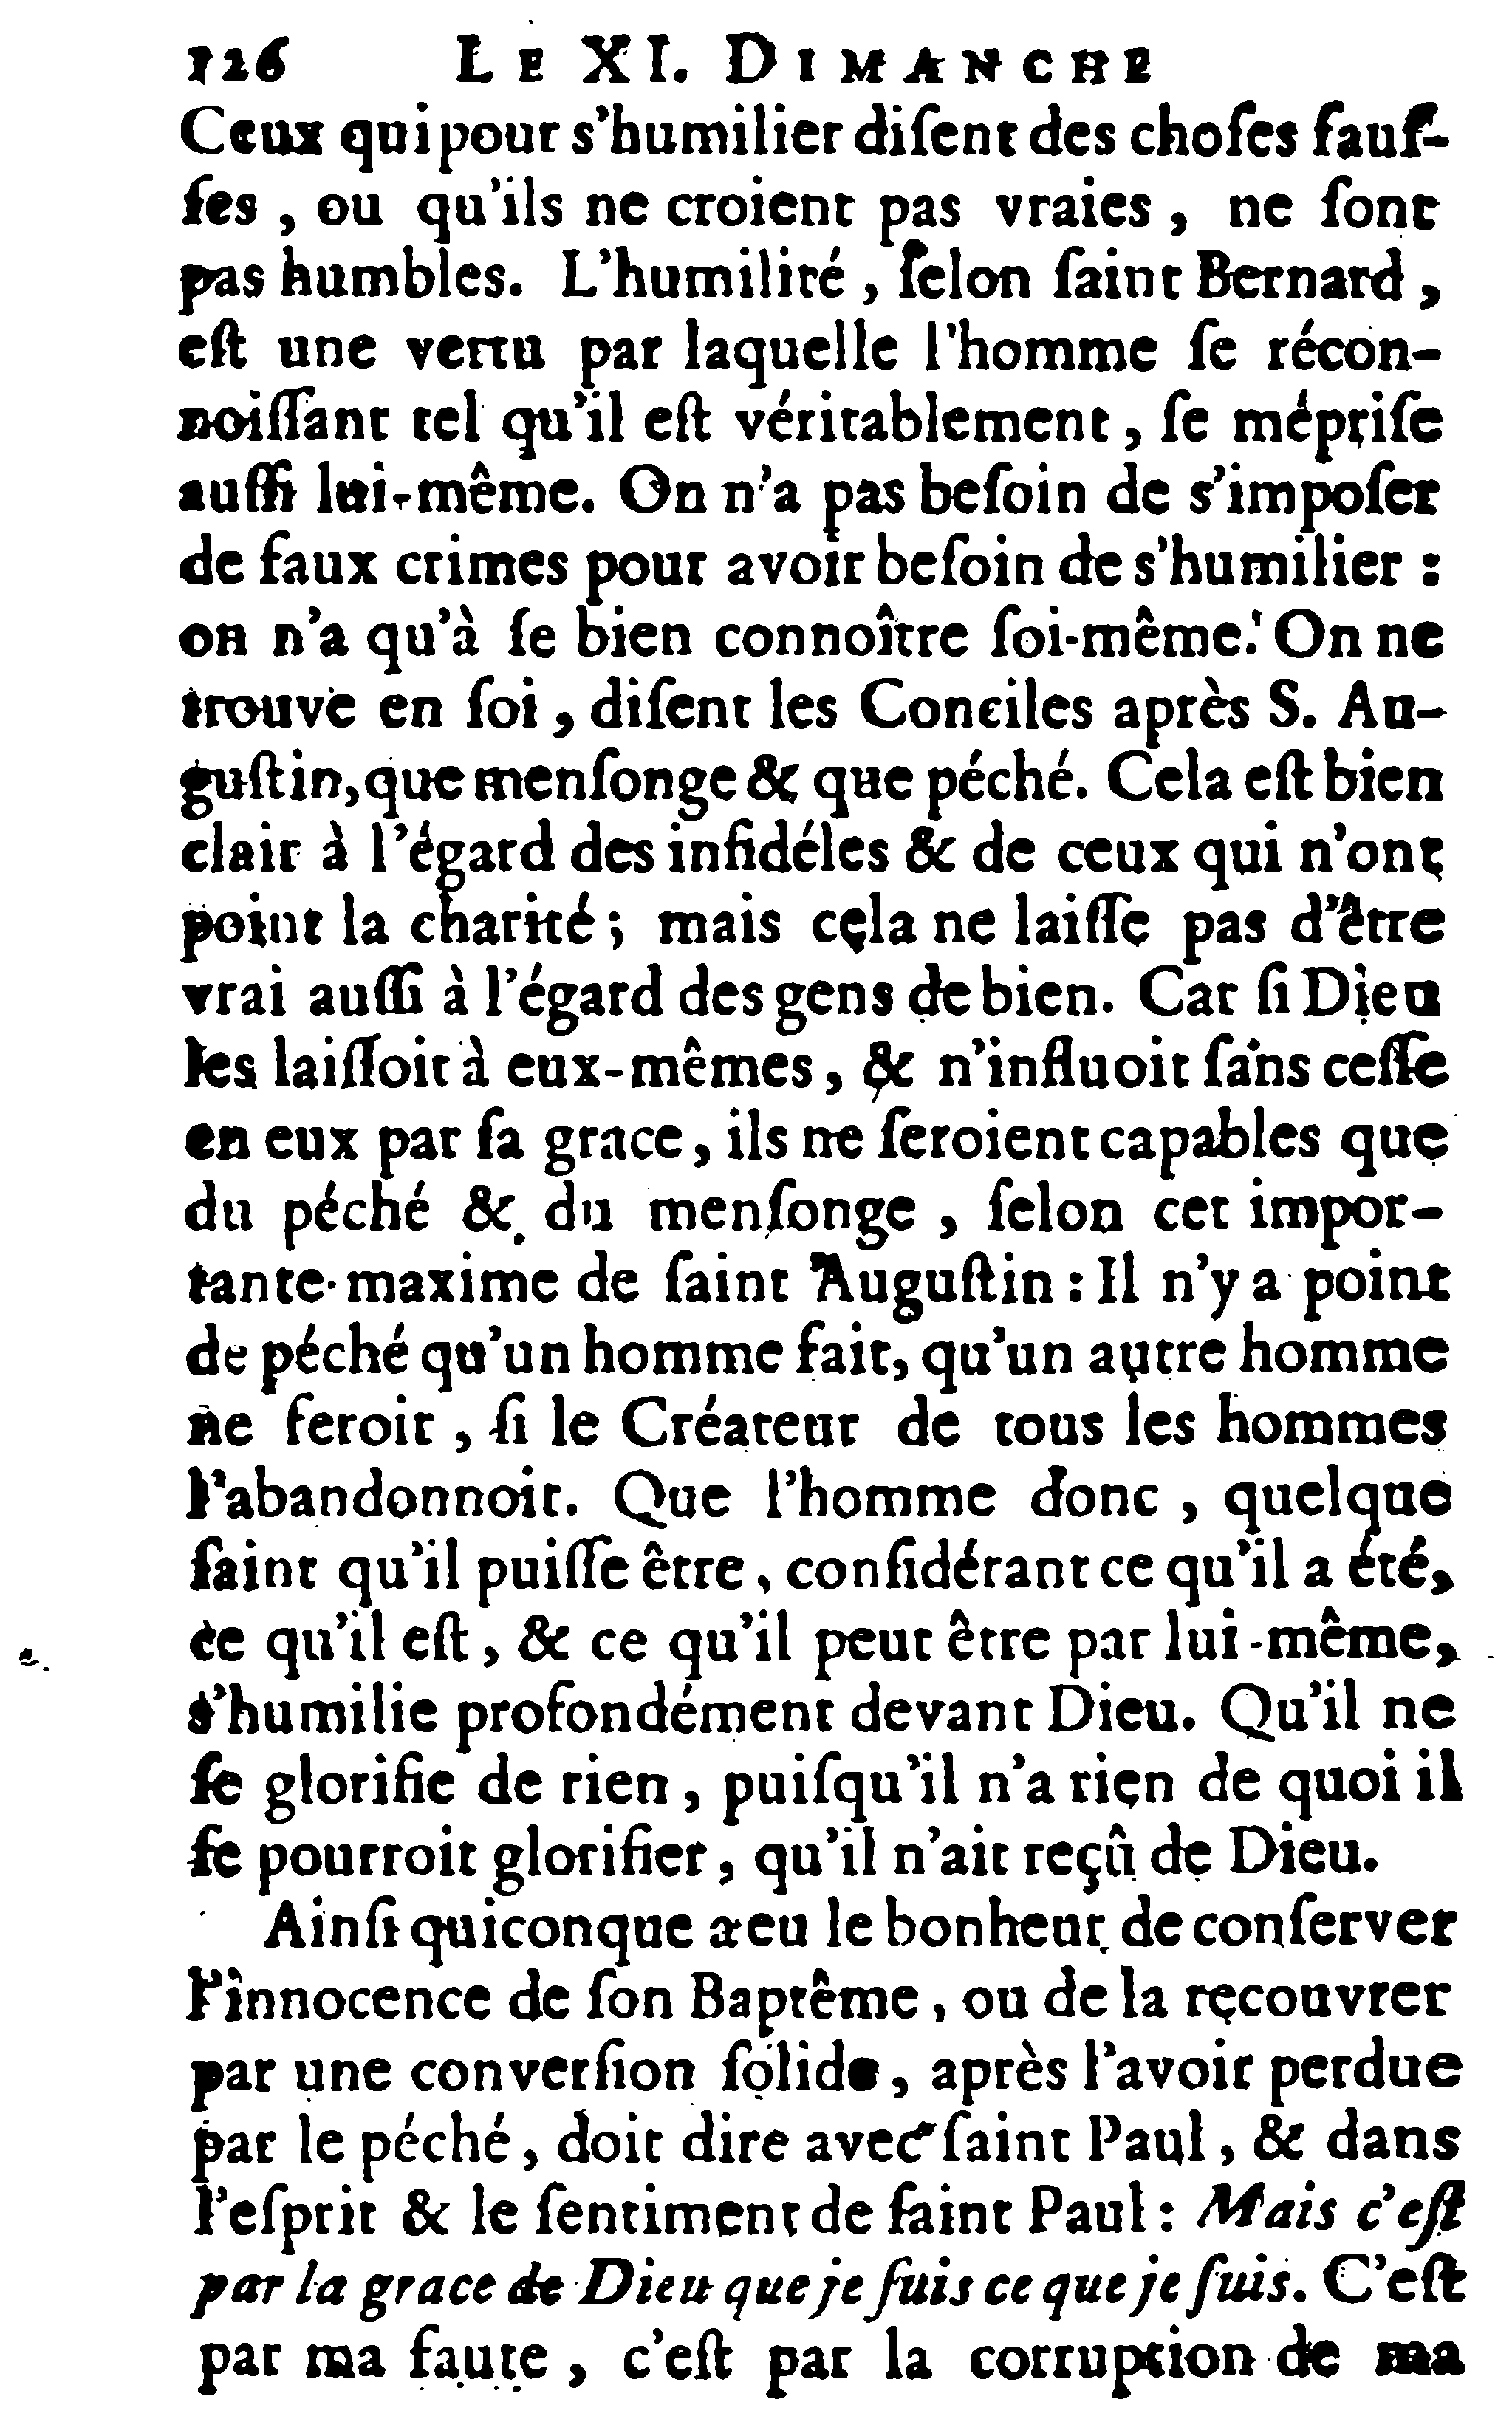 126 LE XI. DIMANCHE
Ceux qui pour s'humilier diſent des choſes fauſ-
ſes, ou qu'ils ne croient pas vraies, ne ſont
pas humbles. L'humilité, ſelon ſaint Bernard,
eſt une vertu par laquelle l'homme ſe récon-
noiſſant tel qu'il eſt véritablement, ſe mépriſe
auſſi lui-même. On n'a pas beſoin de s'impoſer
de faux crimes pour avoir beſoin de s'humilier :
on n'a qu'à ſe bien connoître ſoi-même. On ne
trouve en ſoi, diſent les Conciles après S. Au-
guſtin, que menſonge & que péché. Cela eſt bien
clair à l'égard des infidéles & de ceux qui n'ont
point la charité ; mais cela ne laiſſe pas d'être
vrai auſſi à l'égard des gens de bien. Car ſi Dieu
les laiſſoit à eux-mêmes, & n'influoit ſans ceſſe
en eux par ſa grace, ils ne ſeroient capables que
du péché & du menſonge, ſelon cet impor-
tante maxime de ſaint Auguſtin : Il n'y a point
de péché qu'un homme fait, qu'un autre homme
ne feroit, ſi le Créateur de tous les hommes
l'abandonnoit. Que l'homme donc, quelque
ſaint qu'il puiſſe être, conſidérant ce qu'il a été,
ce qu'il eſt, & ce qu'il peut être par lui-même,
s'humilie profondément devant Dieu. Qu'il ne
ſe glorifie de rien, puiſqu'il n'a rien de quoi il
ſe pourroit glorifier, qu'il n'ait reçû de Dieu.
Ainſi quiconque a eu le bonheur de conſerver
l'innocence de ſon Baptême, ou de la recouvrer
par une converſion ſolide, après l'avoir perdue
par le péché, doit dire avec ſaint Paul, & dans
l'eſprit & le ſentiment de ſaint Paul : Mais c'eſt
par la grace de Dieu que je ſuis ce que je ſuis. C'eſt
par ma faute, c'eſt par la corruption de ma